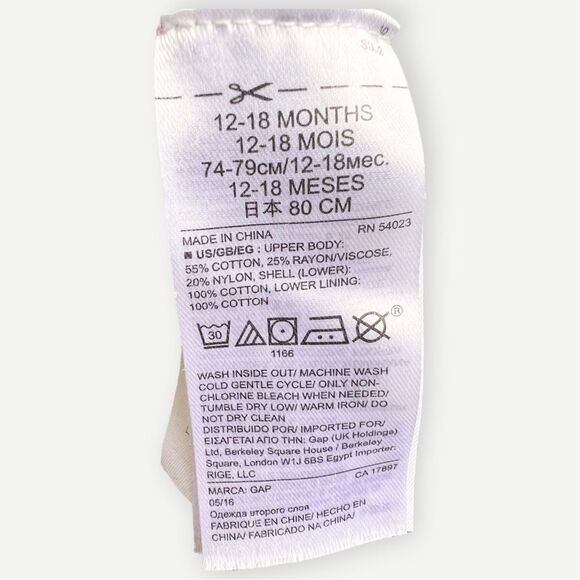 12-18 MONTHS
12-18 MOIS
74-79см/12-18мес.
12-18 MESES
日本 80 CM
MADE IN CHINA RN 54023
US/GB/EG : UPPER BODY:
55% COTTON, 25% RAYON/VISCOSE,
20% NYLON, SHELL (LOWER):
100% COTTON, LOWER LINING:
100% COTTON
30 ®
1166
WASH INSIDE OUT/ MACHINE WASH
COLD GENTLE CYCLE/ ONLY NON-
CHLORINE BLEACH WHEN NEEDED/
TUMBLE DRY LOW/ WARM IRON/ DO
NOT DRY CLEAN
DISTRIBUIDO POR/ IMPORTED FOR/
ΕΙΣΑΓΕΤΑΙ ΑΠΟ ΤΗΝ: Gap (UK Holdings)
Ltd, Berkeley Square House / Berkeley
Square, London W1J 6BS Egypt Importer:
RIGE, LLC
CA 17897
MARCA: GAP
05/16
Одежда второго слоя
FABRIQUE EN CHINE/ HECHO EN
CHINA/ FABRICADO NA CHINA/